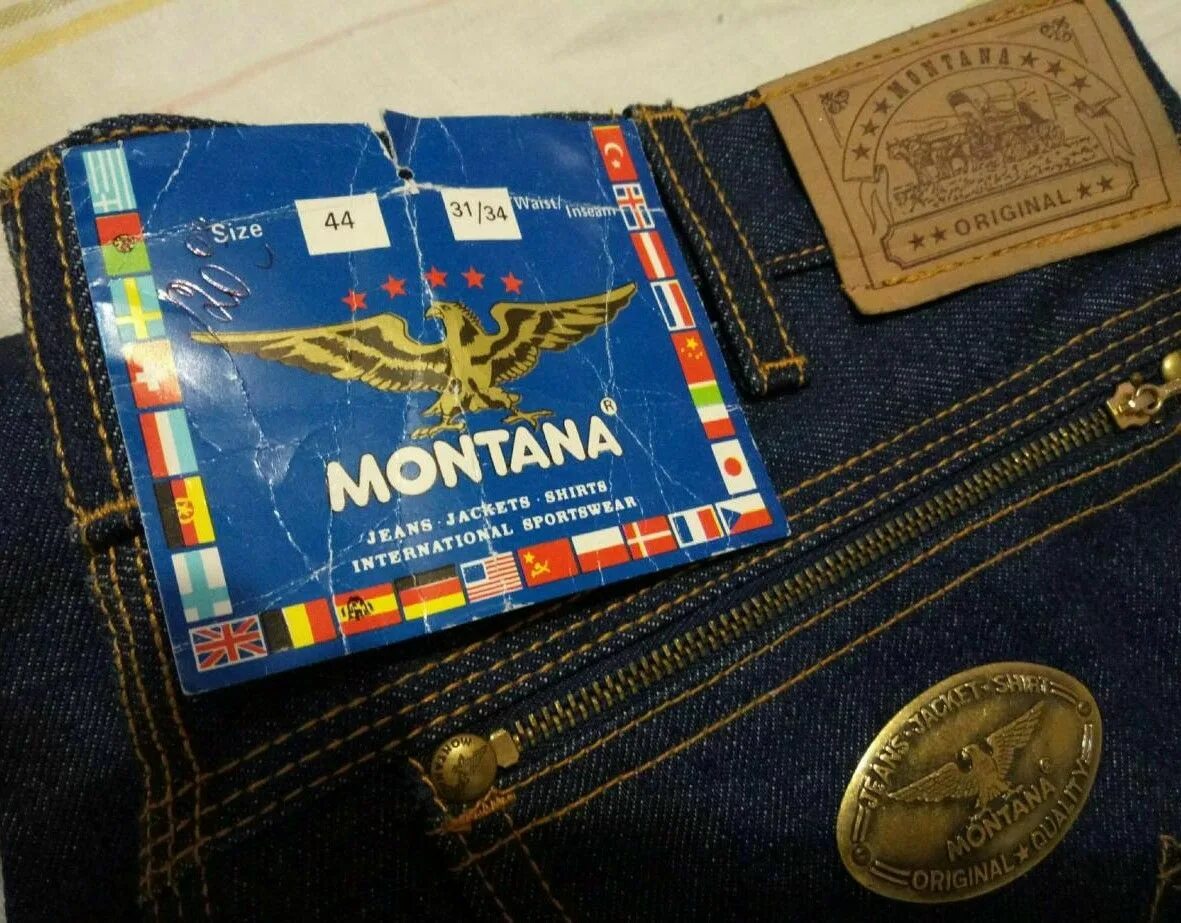 Size 44 31/34 Waist/Inseam
MONTANA®
JEANS · JACKETS · SHIRTS
INTERNATIONAL SPORTSWEAR
★★★ MONTANA ★★★
★★ ORIGINAL ★★
JEANS · JACKET · SHIRT
MONTANA®
ORIGINAL ★ QUALITY